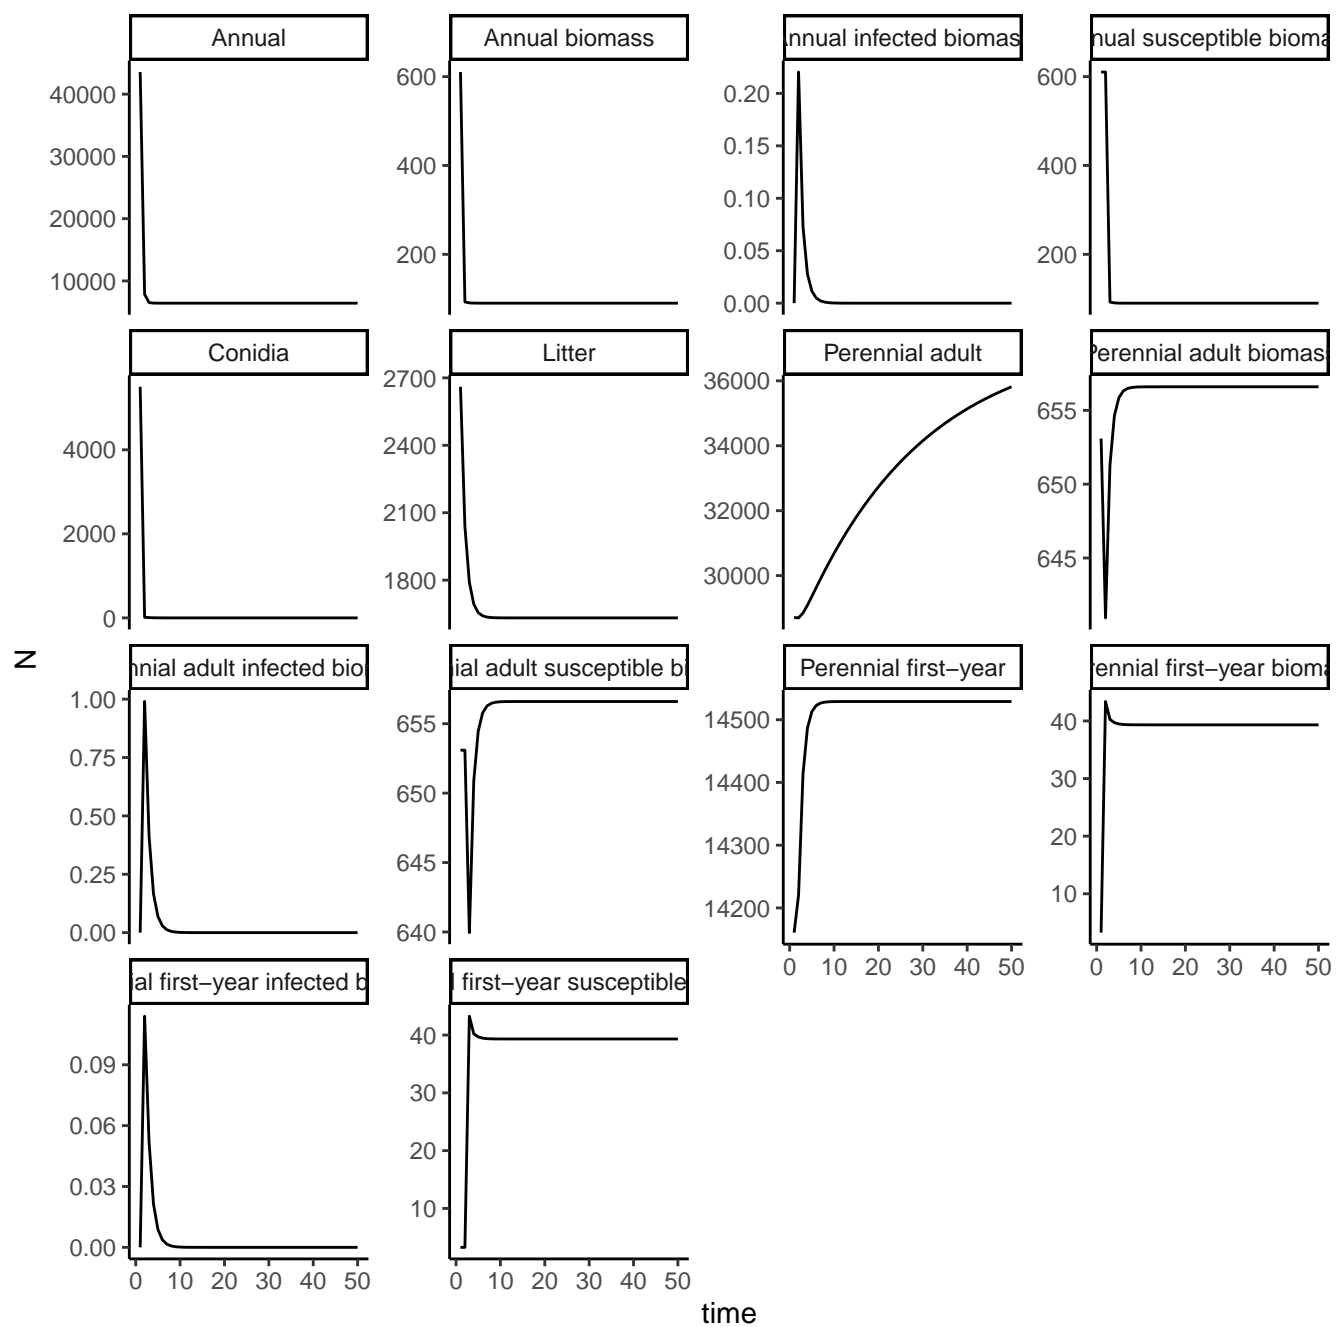 Annual
Annual biomass
nnual infected biomas
nual susceptible bioma
40000
30000
20000
10000
600
400
200
0.20
0.15
0.10
0.05
0.00
600
400
200
Conidia
Litter
Perennial adult
Perennial adult biomass
4000
2000
0
2700
2400
2100
1800
36000
34000
32000
30000
655
650
645
N
nnial adult infected bio
ial adult susceptible bi
Perennial first−year
rennial first−year bioma
1.00
0.75
0.50
0.25
0.00
655
650
645
640
14500
14400
14300
14200
40
30
20
10
0 10 20 30 40 50
0 10 20 30 40 50
ial first−year infected b
l first−year susceptible
0.09
0.06
0.03
0.00
40
30
20
10
0 10 20 30 40 50
0 10 20 30 40 50
time